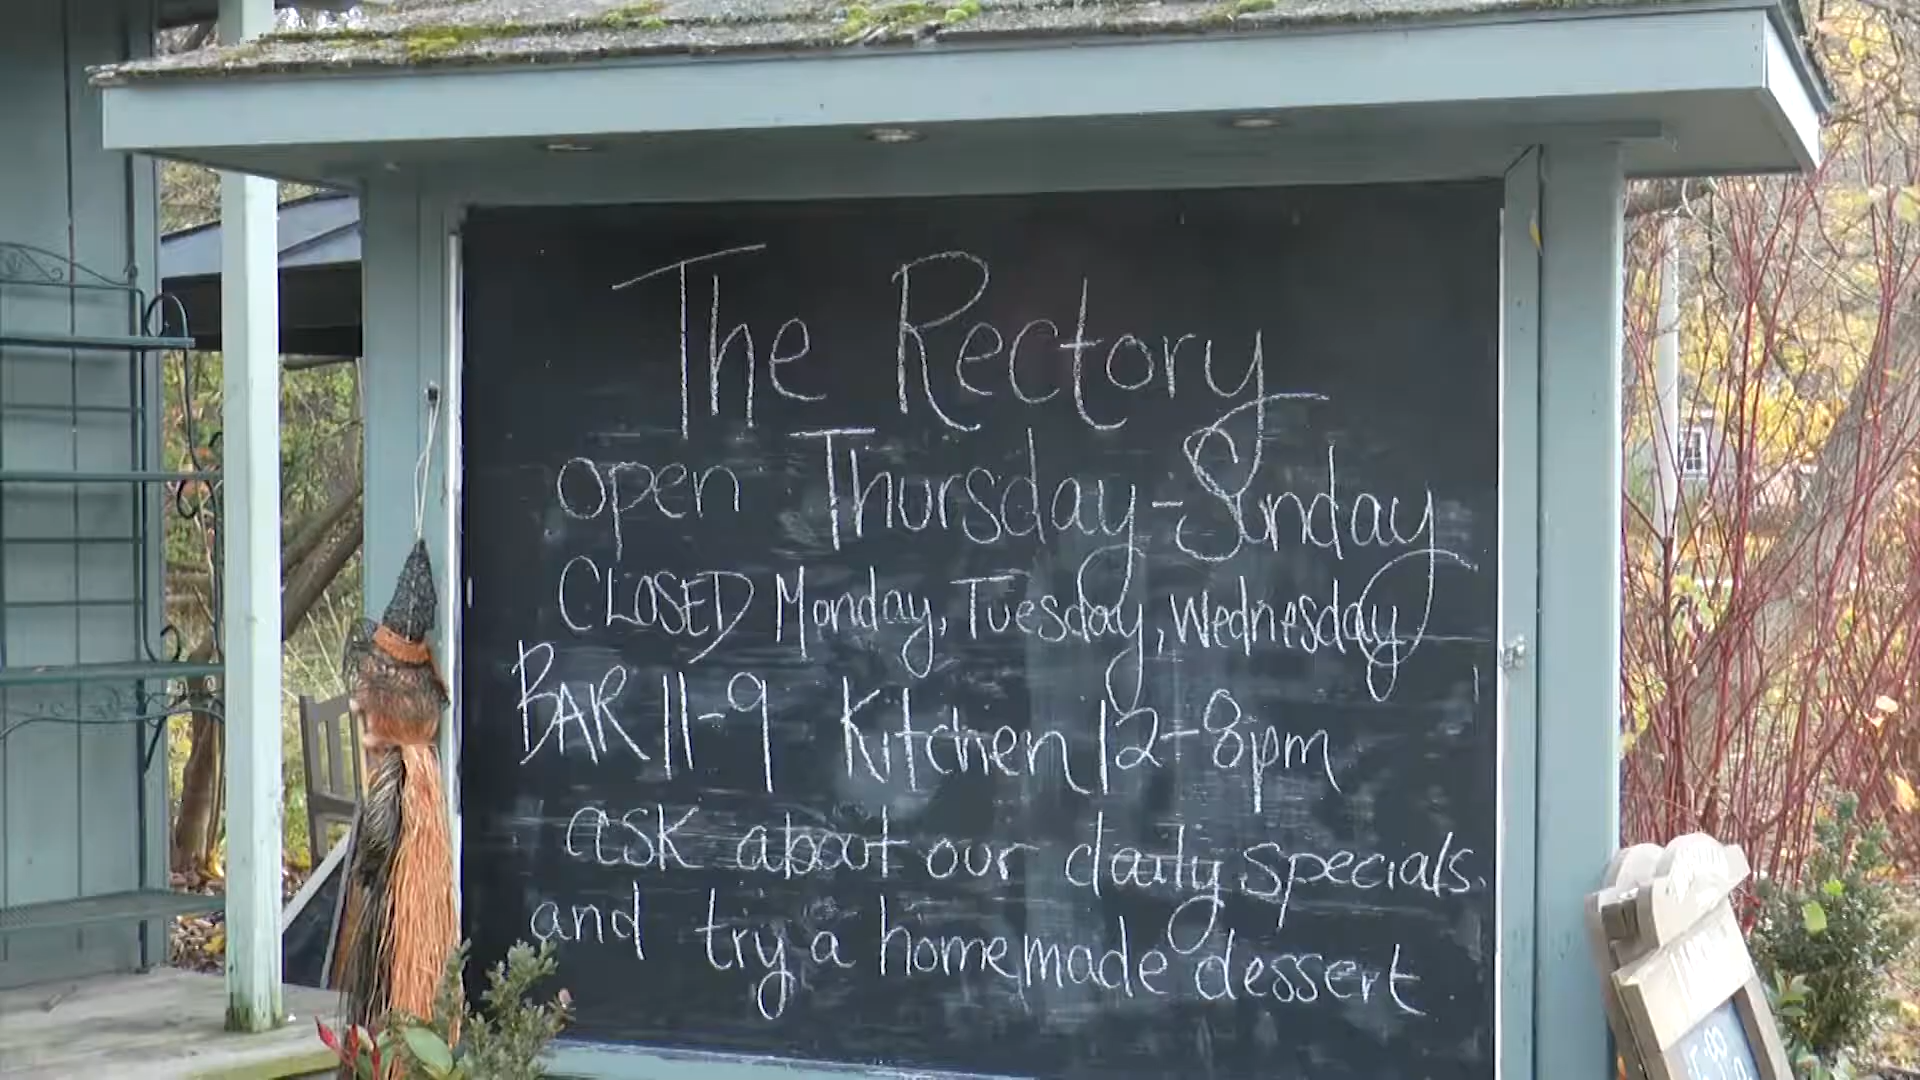 The Rectory
open Thursday-Sunday
CLOSED Monday, Tuesday, Wednesday
BAR 11-9 Kitchen 12-8pm
ask about our daily specials.
and try a homemade dessert